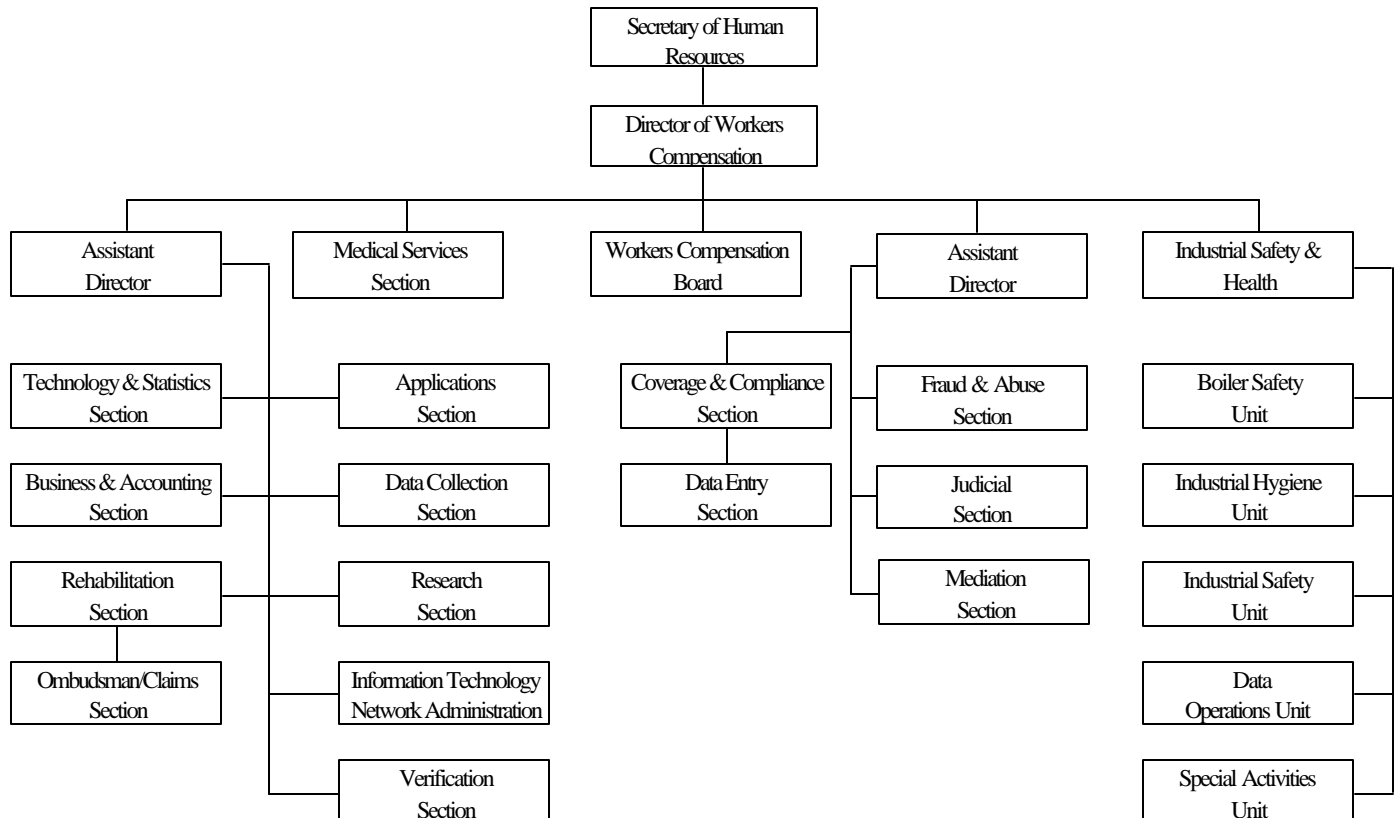 Secretary of Human
Resources
Director of Workers
Compensation
Assistant
Director
Medical Services
Section
Workers Compensation
Board
Assistant
Director
Industrial Safety &
Health
Technology & Statistics
Section
Applications
Section
Coverage & Compliance
Section
Fraud & Abuse
Section
Boiler Safety
Unit
Business & Accounting
Section
Data Collection
Section
Data Entry
Section
Judicial
Section
Industrial Hygiene
Unit
Rehabilitation
Section
Research
Section
Mediation
Section
Industrial Safety
Unit
Ombudsman/Claims
Section
Information Technology
Network Administration
Data
Operations Unit
Verification
Section
Special Activities
Unit